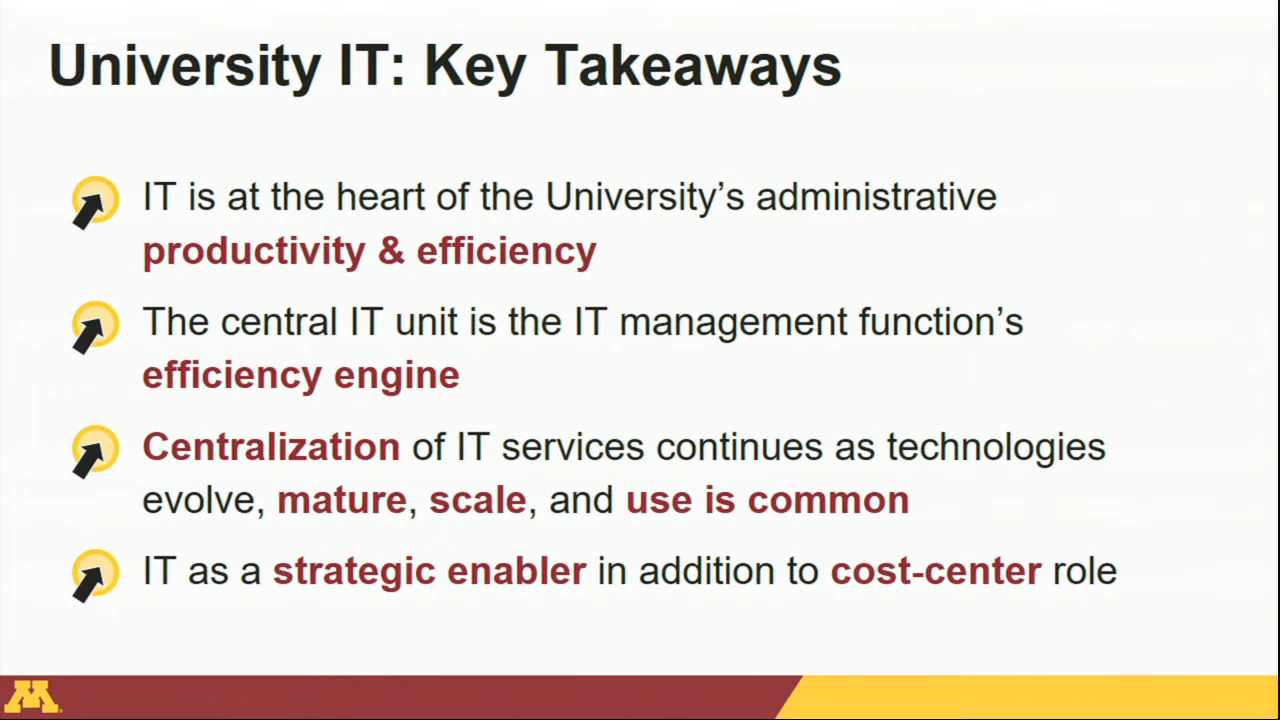 University IT: Key Takeaways
IT is at the heart of the University’s administrative
productivity & efficiency
The central IT unit is the IT management function’s
efficiency engine
Centralization of IT services continues as technologies
evolve, mature, scale, and use is common
IT as a strategic enabler in addition to cost-center role
M